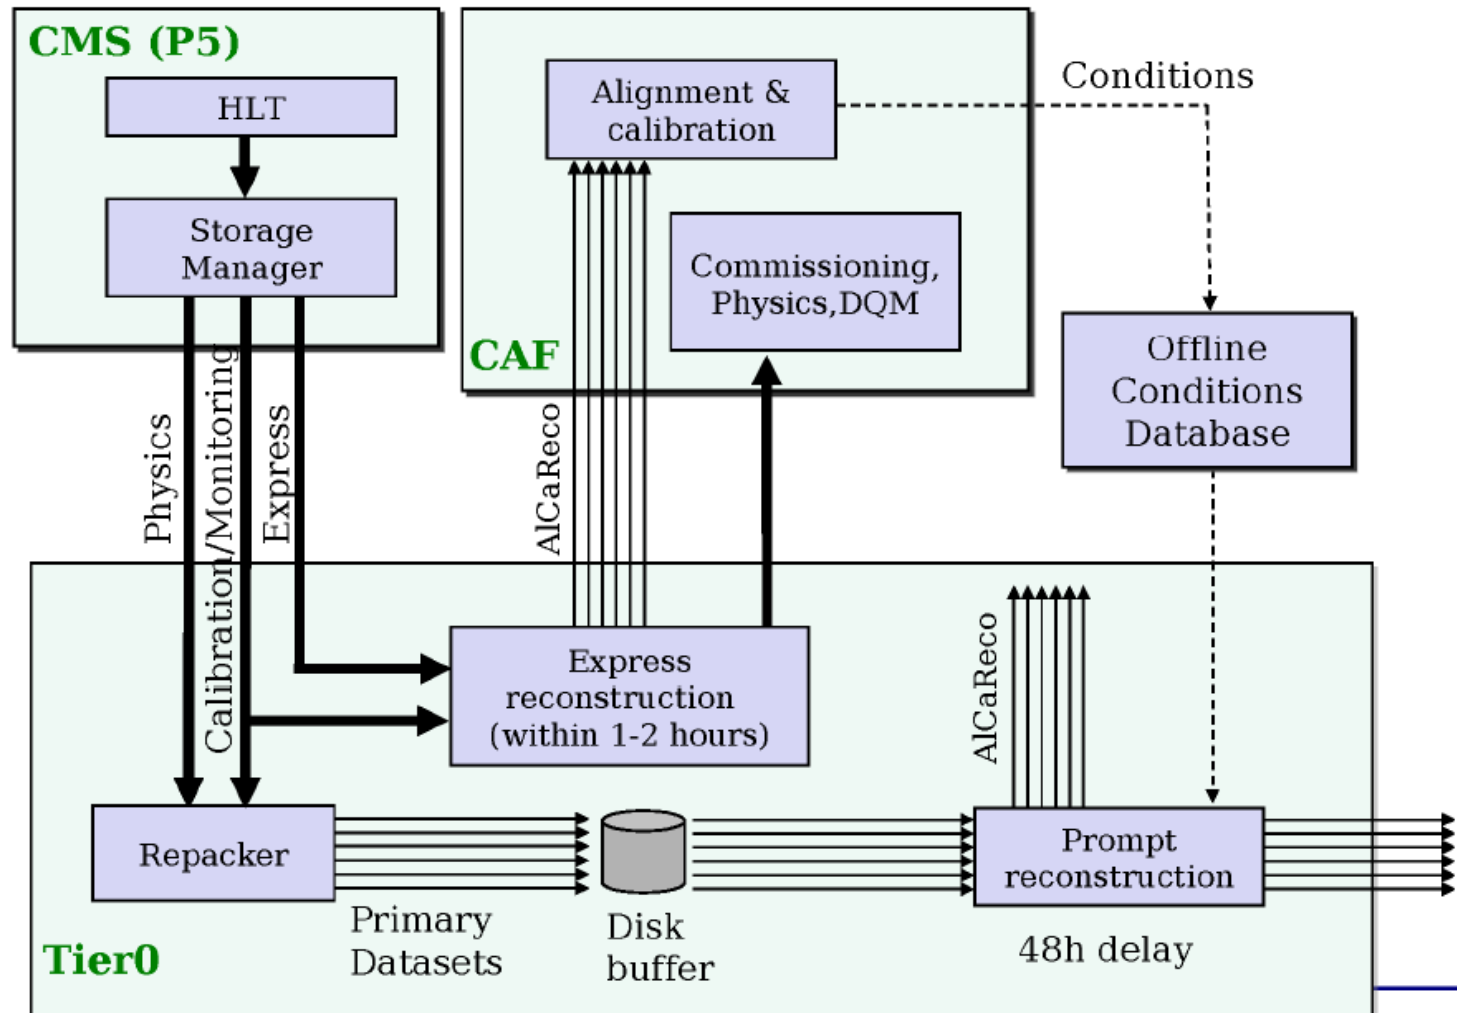 CMS (P5)
HLT
Storage
Manager
Physics
Calibration/Monitoring
Express
Alignment &
calibration
Commissioning,
Physics,DQM
CAF
Conditions
Offline
Conditions
Database
AlCaReco
Express
reconstruction
(within 1-2 hours)
AlCaReco
Repacker
Primary
Datasets
Disk
buffer
Prompt
reconstruction
48h delay
Tier0